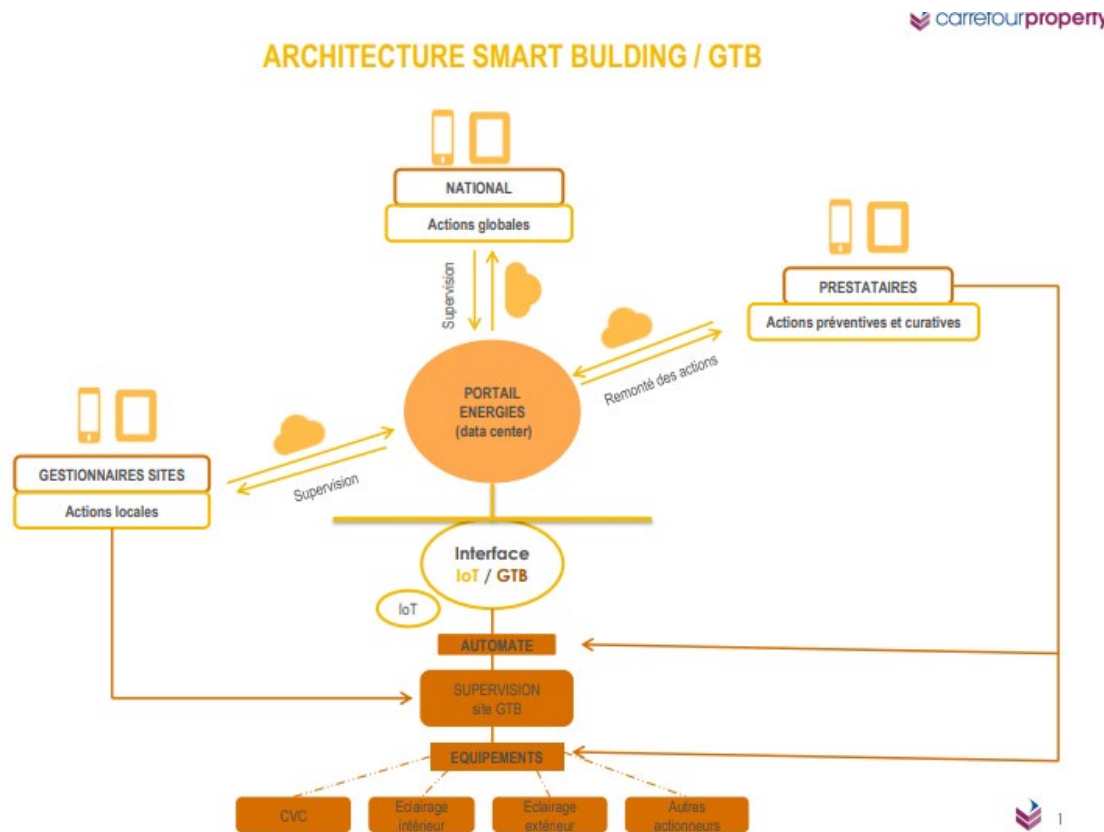 carrefourproperty
ARCHITECTURE SMART BULDING / GTB
NATIONAL
Actions globales
Supervision
PRESTATAIRES
Actions préventives et curatives
Remonté des actions
PORTAIL
ENERGIES
(data center)
GESTIONNAIRES SITES
Actions locales
Supervision
Interface
IoT / GTB
IoT
AUTOMATE
SUPERVISION
site GTB
EQUIPEMENTS
CVC
Eclairage
intérieur
Eclairage
extérieur
Autres
actionneurs
1